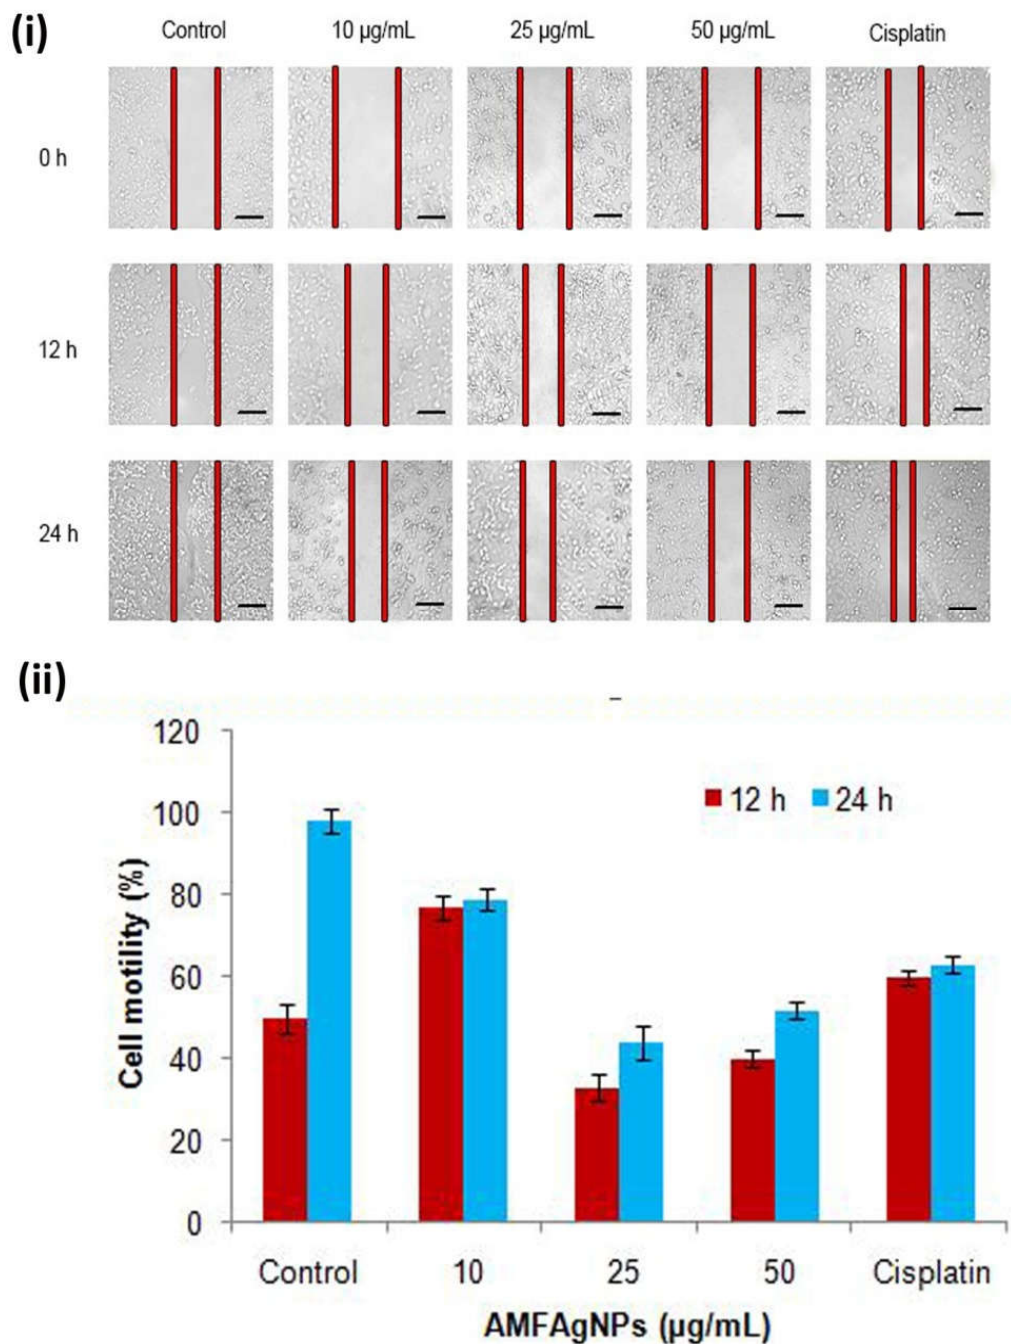 (i)
Control 10 µg/mL 25 µg/mL 50 µg/mL Cisplatin
0 h
12 h
24 h
(ii)
120
100
80
60
40
20
0
Cell motility (%)
12 h 24 h
Control 10 25 50 Cisplatin
AMFAgNPs (µg/mL)